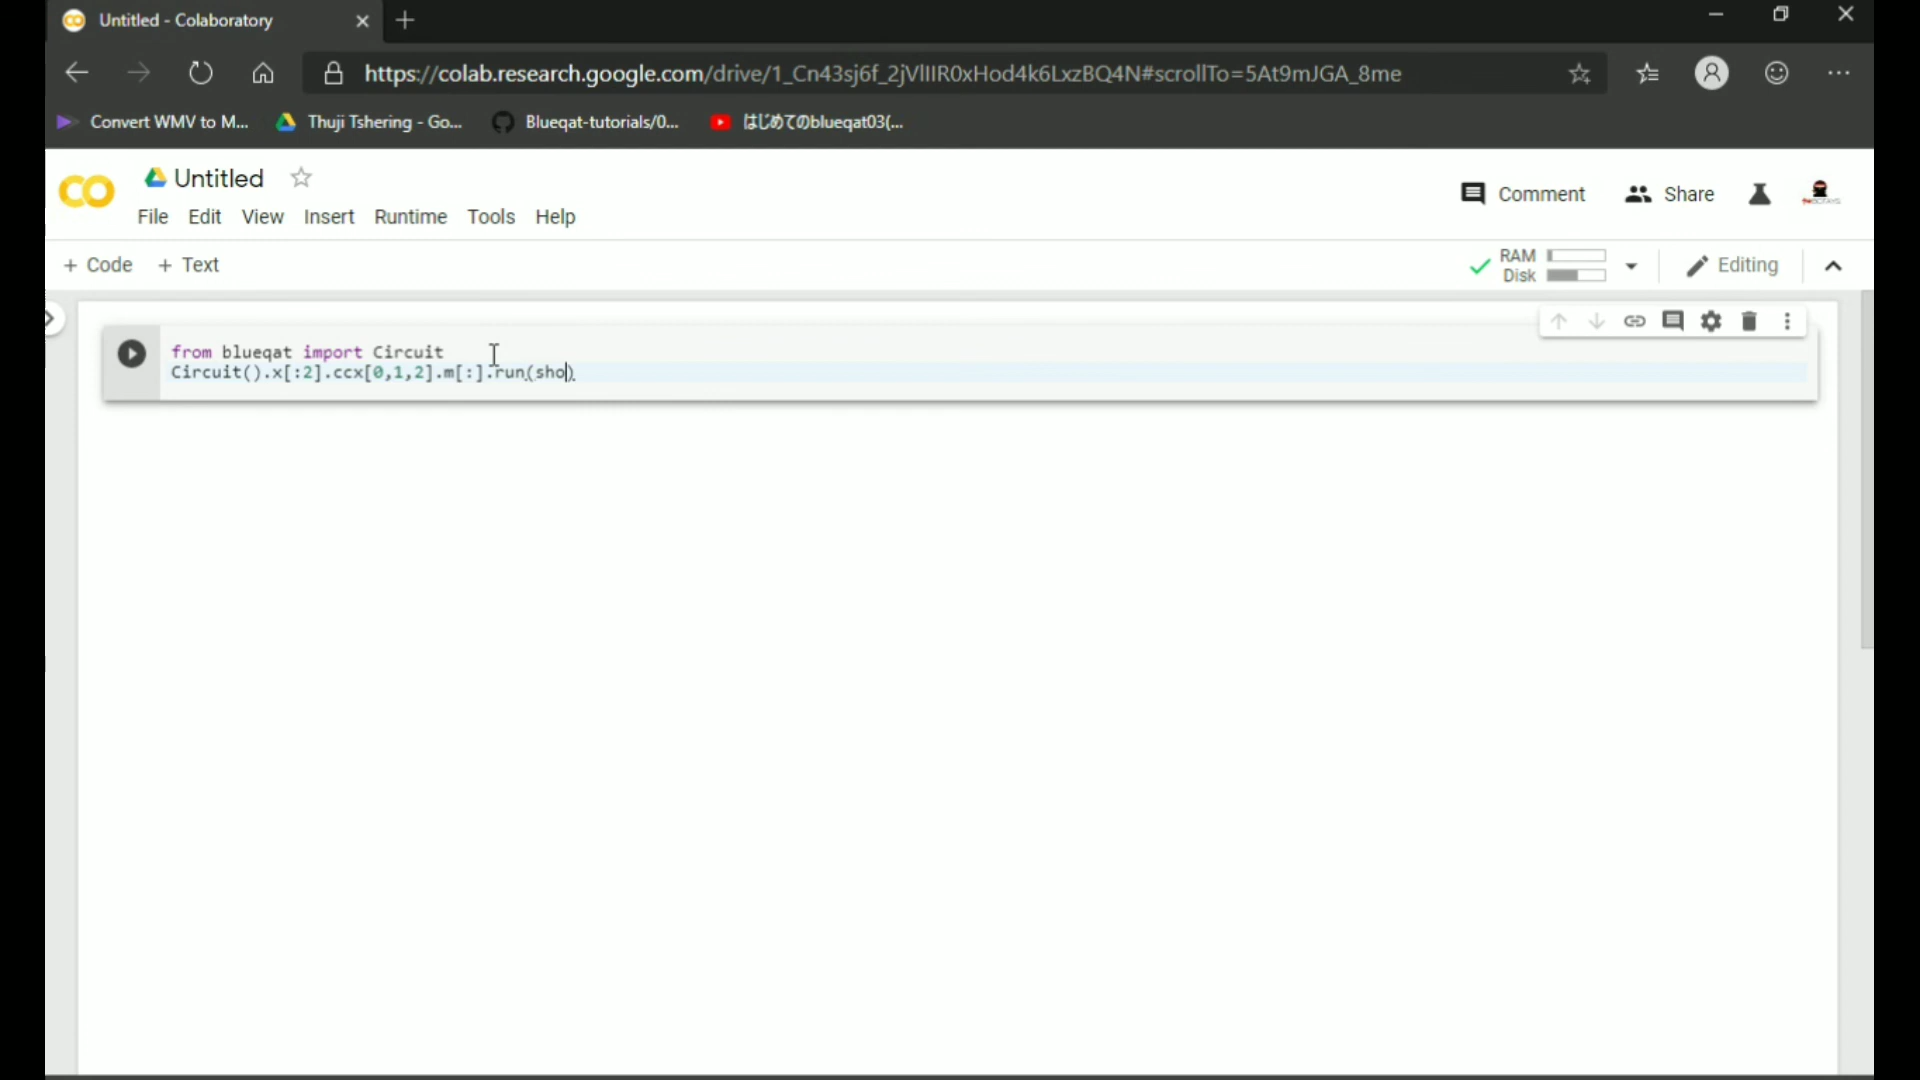 Untitled - Colaboratory
https://colab.research.google.com/drive/1_Cn43sj6f_2jVlIIR0xHod4k6LxzBQ4N#scrollTo=5At9mJGA_8me
Convert WMV to M... Thuji Tshering - Go... Blueqat-tutorials/0... はじめてのblueqat03(...
Untitled
Comment Share
File Edit View Insert Runtime Tools Help
+ Code + Text
RAM
Disk
Editing
from blueqat import Circuit
Circuit().x[:2].ccx[0,1,2].m[:].run(sho)